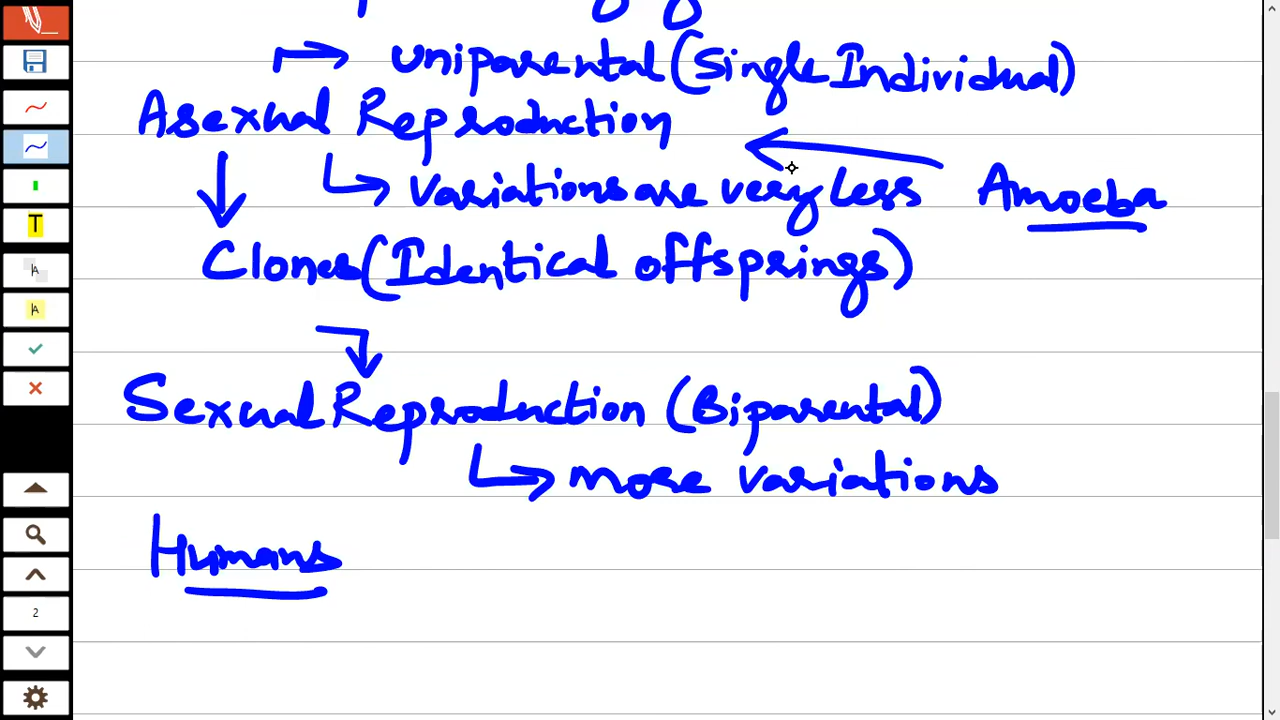 uniparental (Single Individual)
Asexual Reproduction
Variations are very less
Amoeba
Clones (Identical offsprings)
Sexual Reproduction (Biparental)
more variations
Humans
T
A
A
2